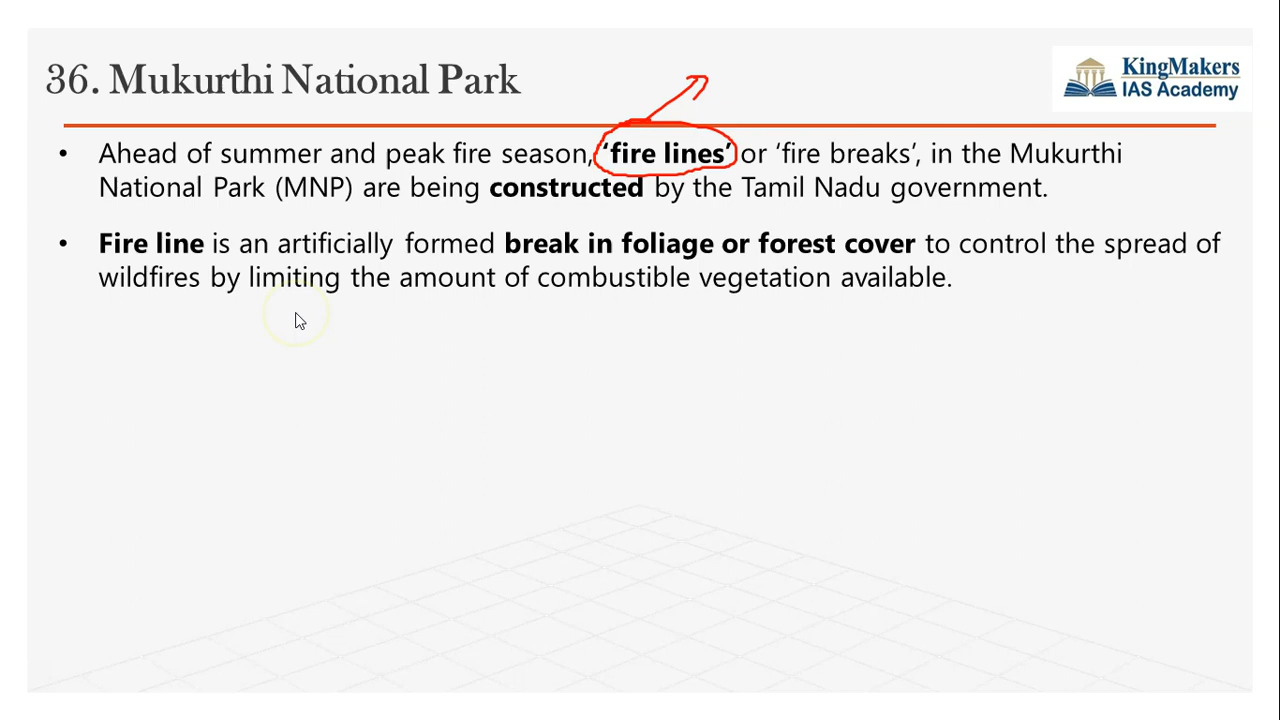 36. Mukurthi National Park
KingMakers
IAS Academy
• Ahead of summer and peak fire season, ‘fire lines’ or ‘fire breaks’, in the Mukurthi
National Park (MNP) are being constructed by the Tamil Nadu government.
• Fire line is an artificially formed break in foliage or forest cover to control the spread of
wildfires by limiting the amount of combustible vegetation available.